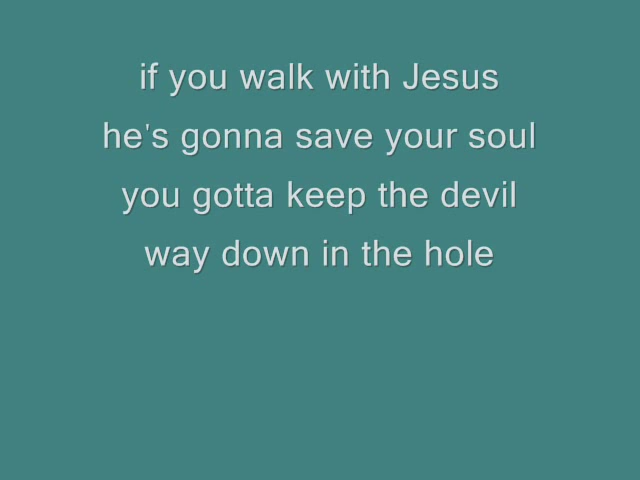 if you walk with Jesus
he's gonna save your soul
you gotta keep the devil
way down in the hole